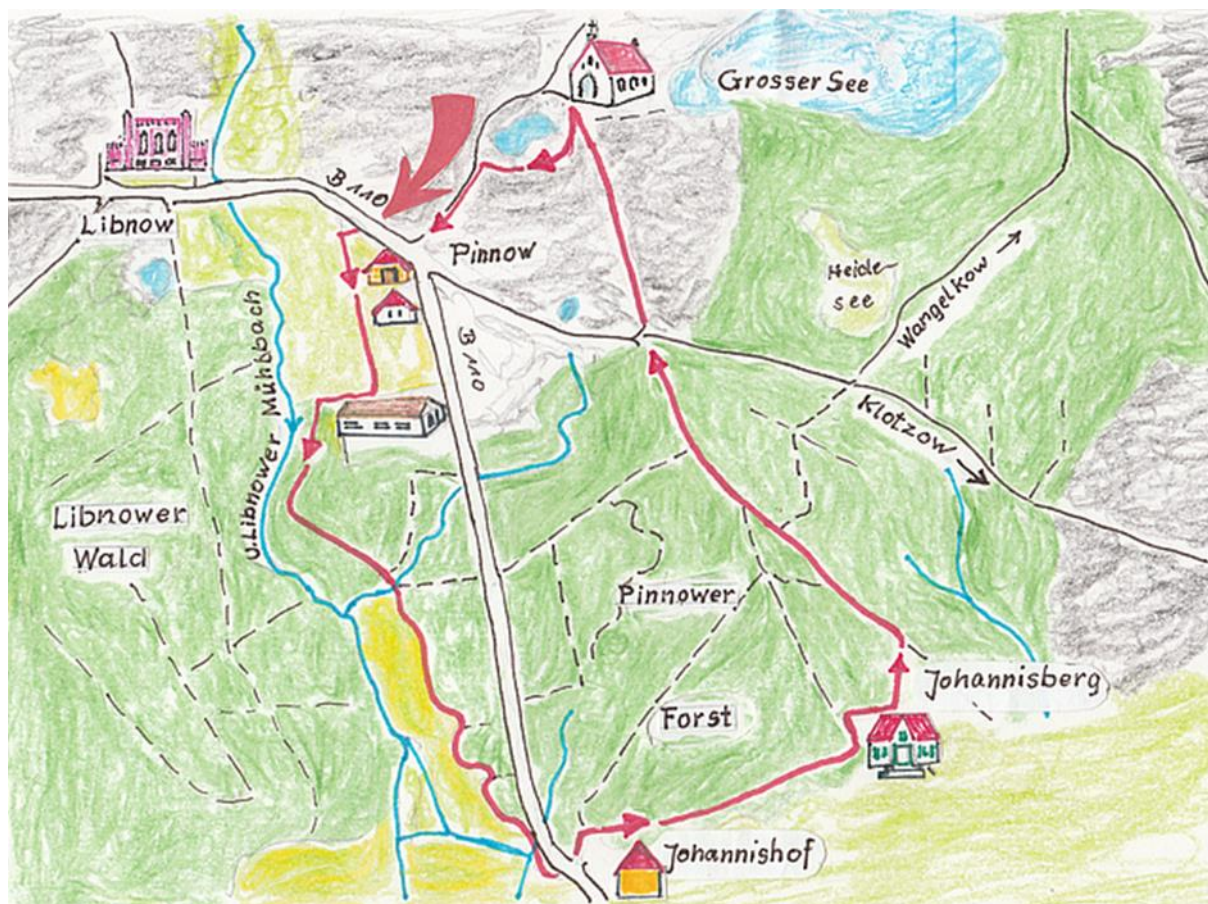 Grosser See
B 110
Libnow
Pinnow
Heide-
see
Wangelkow
U. Libnower Mühlbach
B 110
Klotzow
Libnower
Wald
Pinnower
Forst
Johannisberg
Johannishof